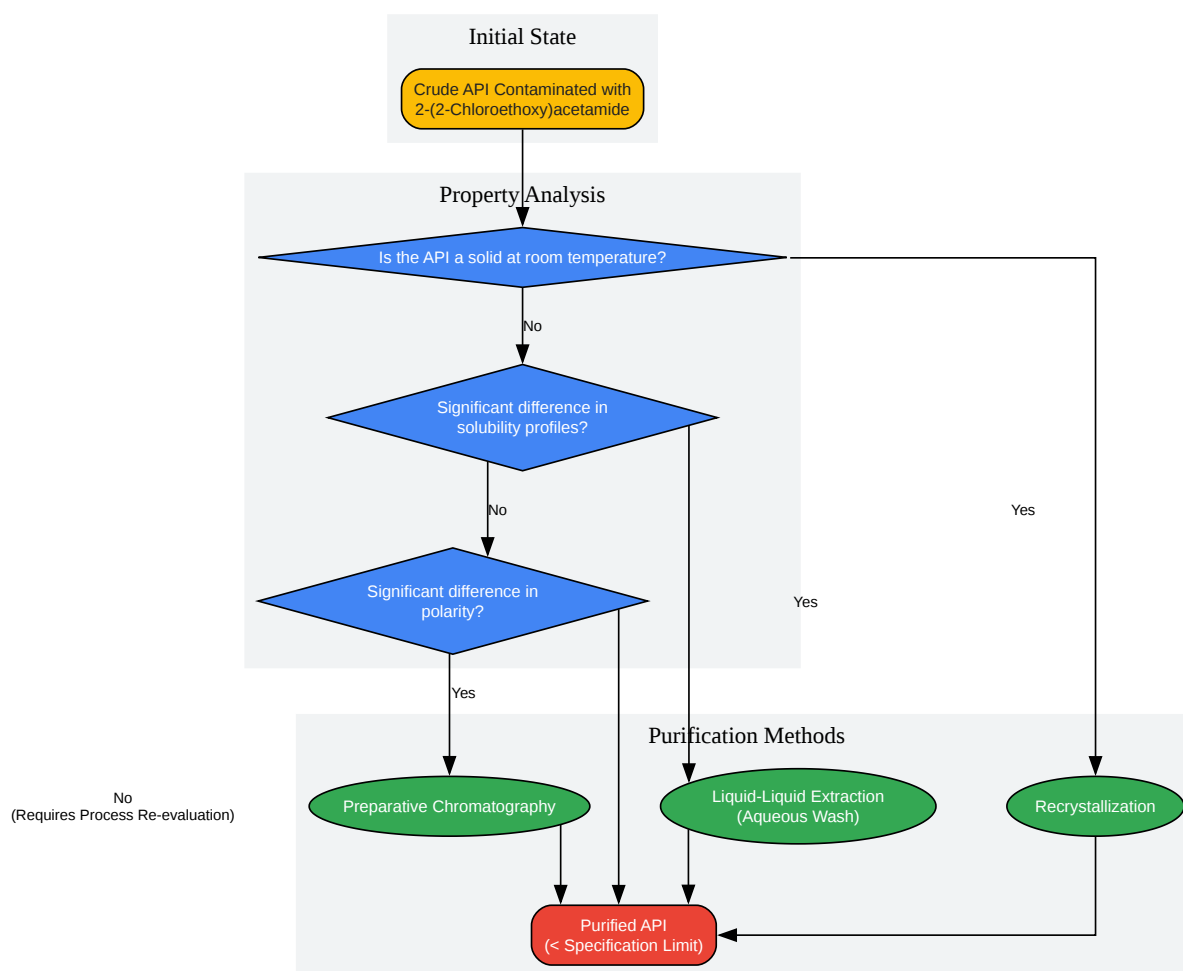 Initial State
Crude API Contaminated with
2-(2-Chloroethoxy)acetamide
Property Analysis
Is the API a solid at room temperature?
No
Significant difference in
solubility profiles?
No
Yes
Significant difference in
polarity?
Yes
Yes
Purification Methods
No
(Requires Process Re-evaluation)
Preparative Chromatography
Liquid-Liquid Extraction
(Aqueous Wash)
Recrystallization
Purified API
(< Specification Limit)